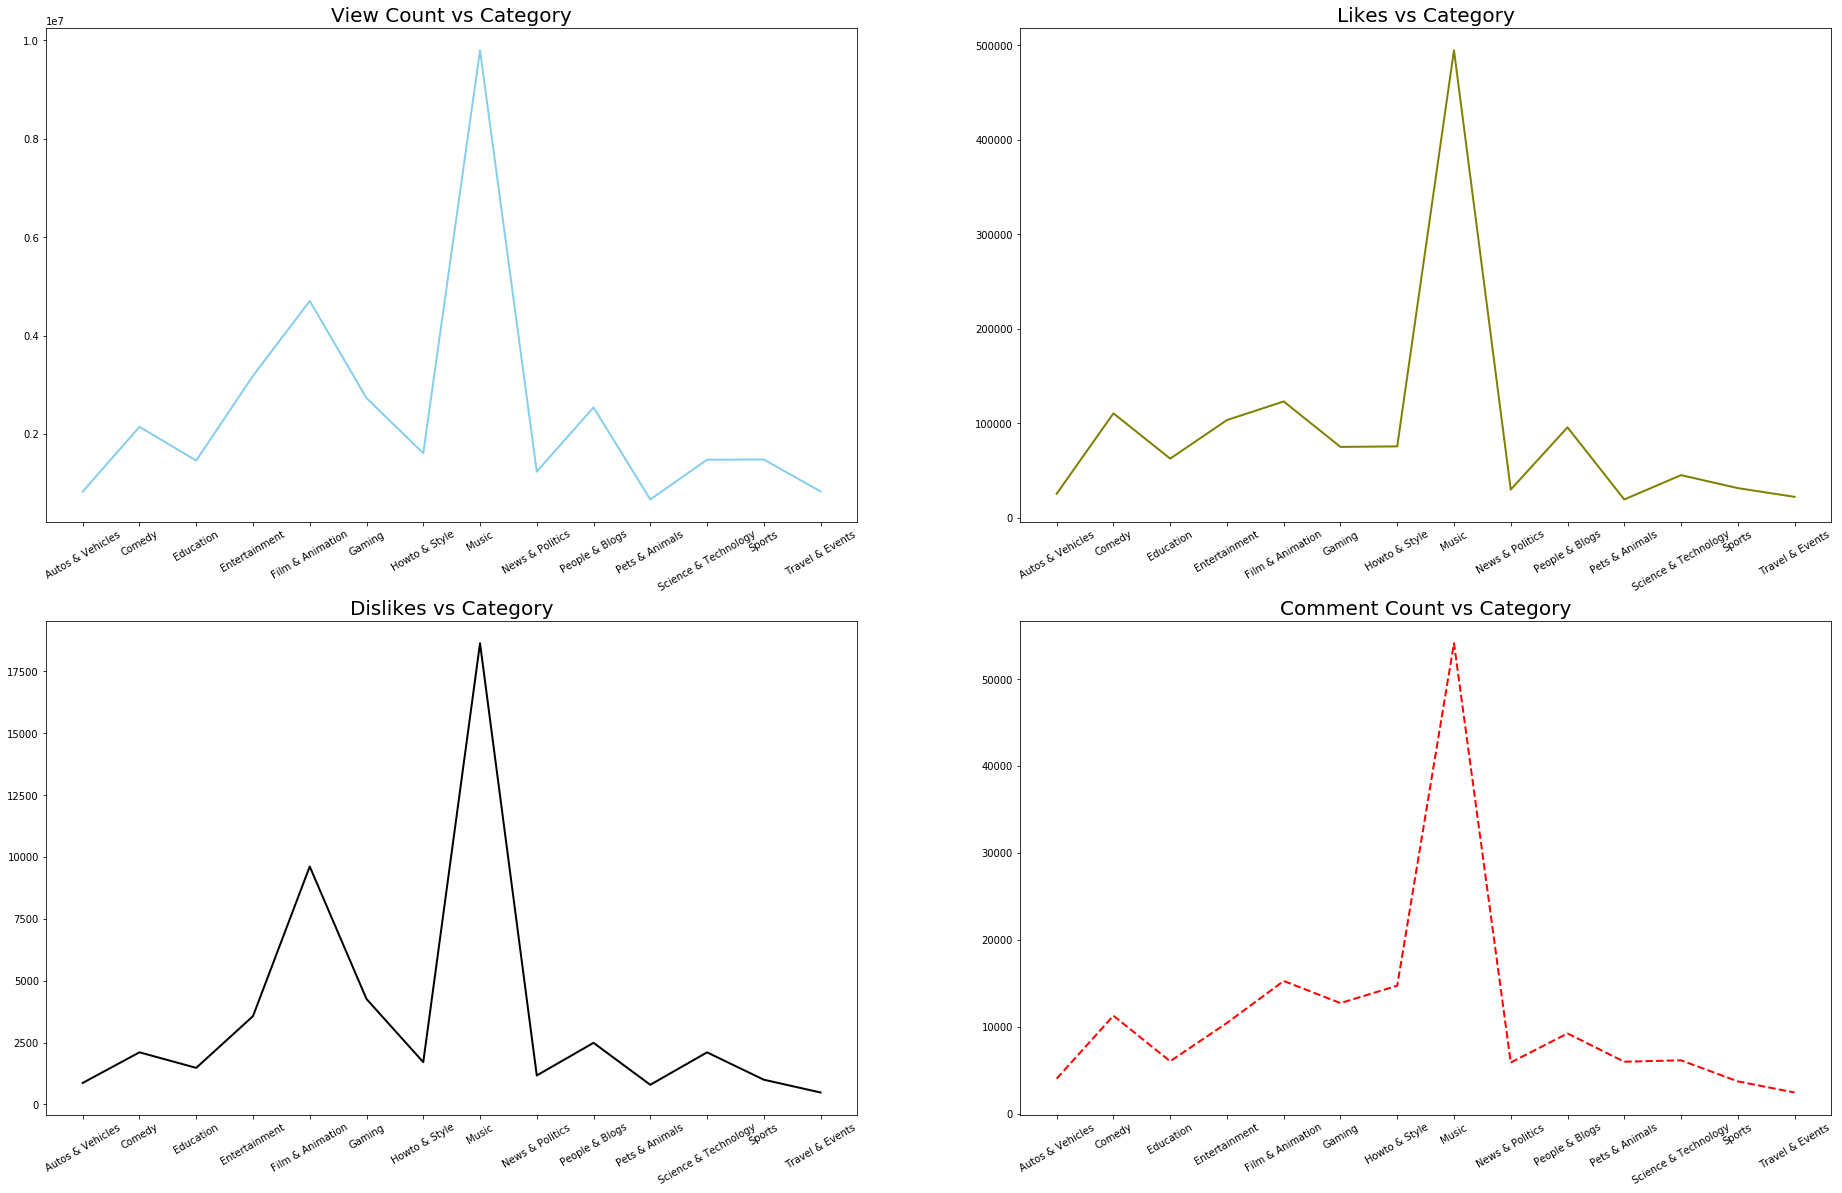 View Count vs Category
1e7
1.0
0.8
0.6
0.4
0.2
Autos & Vehicles
Comedy
Education
Entertainment
Film & Animation
Gaming
Howto & Style
Music
News & Politics
People & Blogs
Pets & Animals
Science & Technology
Sports
Travel & Events
Likes vs Category
500000
400000
300000
200000
100000
0
Autos & Vehicles
Comedy
Education
Entertainment
Film & Animation
Gaming
Howto & Style
Music
News & Politics
People & Blogs
Pets & Animals
Science & Technology
Sports
Travel & Events
Dislikes vs Category
17500
15000
12500
10000
7500
5000
2500
0
Autos & Vehicles
Comedy
Education
Entertainment
Film & Animation
Gaming
Howto & Style
Music
News & Politics
People & Blogs
Pets & Animals
Science & Technology
Sports
Travel & Events
Comment Count vs Category
50000
40000
30000
20000
10000
0
Autos & Vehicles
Comedy
Education
Entertainment
Film & Animation
Gaming
Howto & Style
Music
News & Politics
People & Blogs
Pets & Animals
Science & Technology
Sports
Travel & Events